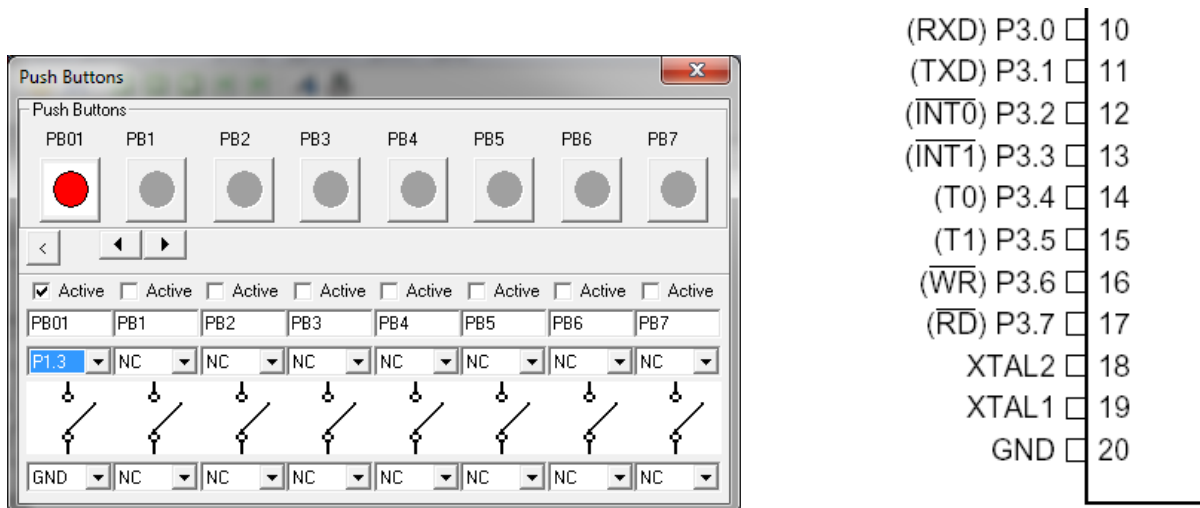 Push Buttons
Push Buttons
PB01 PB1 PB2 PB3 PB4 PB5 PB6 PB7
<
Active Active Active Active Active Active Active Active
PB01 PB1 PB2 PB3 PB4 PB5 PB6 PB7
P1.3 NC NC NC NC NC NC NC
GND NC NC NC NC NC NC NC
(RXD) P3.0 10
(TXD) P3.1 11
(I̅N̅T̅0̅) P3.2 12
(I̅N̅T̅1̅) P3.3 13
(T0) P3.4 14
(T1) P3.5 15
(W̅R̅) P3.6 16
(R̅D̅) P3.7 17
XTAL2 18
XTAL1 19
GND 20